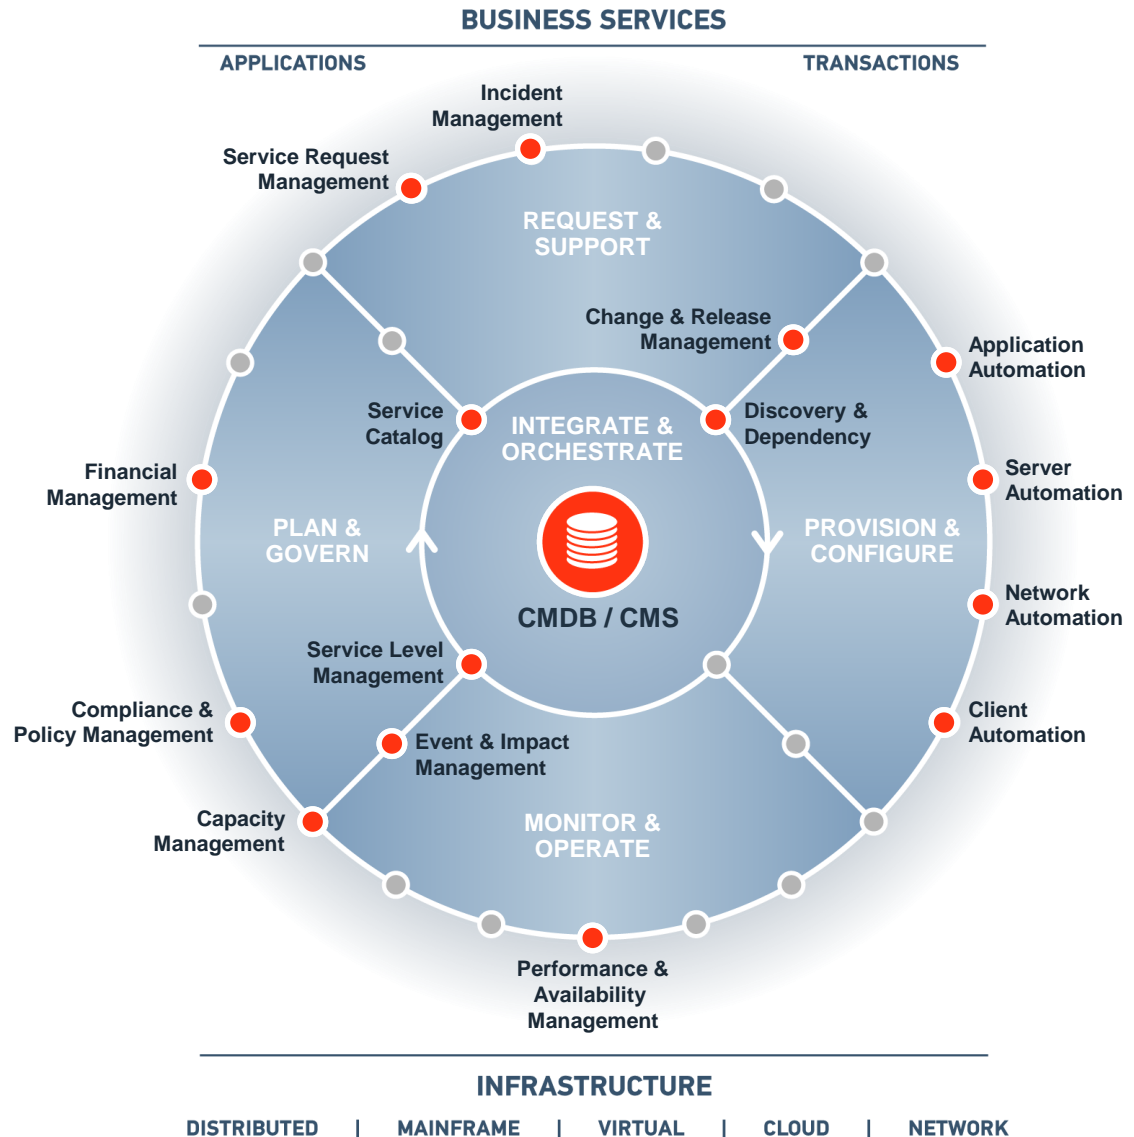 BUSINESS SERVICES
APPLICATIONS
TRANSACTIONS
Incident
Management
Service Request
Management
REQUEST &
SUPPORT
Change & Release
Management
Application
Automation
Service
Catalog
INTEGRATE &
ORCHESTRATE
Discovery &
Dependency
Financial
Management
Server
Automation
PLAN &
GOVERN
PROVISION &
CONFIGURE
CMDB / CMS
Network
Automation
Service Level
Management
Compliance &
Policy Management
Event & Impact
Management
Client
Automation
Capacity
Management
MONITOR &
OPERATE
Performance &
Availability
Management
INFRASTRUCTURE
DISTRIBUTED | MAINFRAME | VIRTUAL | CLOUD | NETWORK